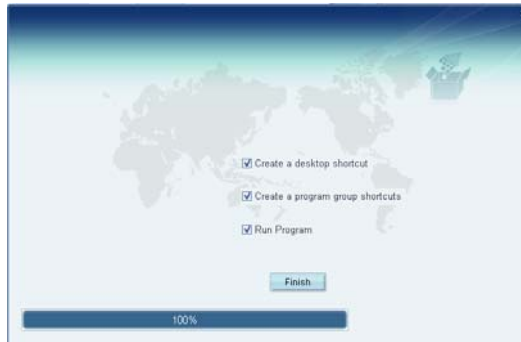 Create a desktop shortcut
Create a program group shortcuts
Run Program
Finish
100%